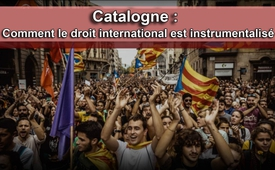 Catalogne :
Comment le droit international est instrumentalisé